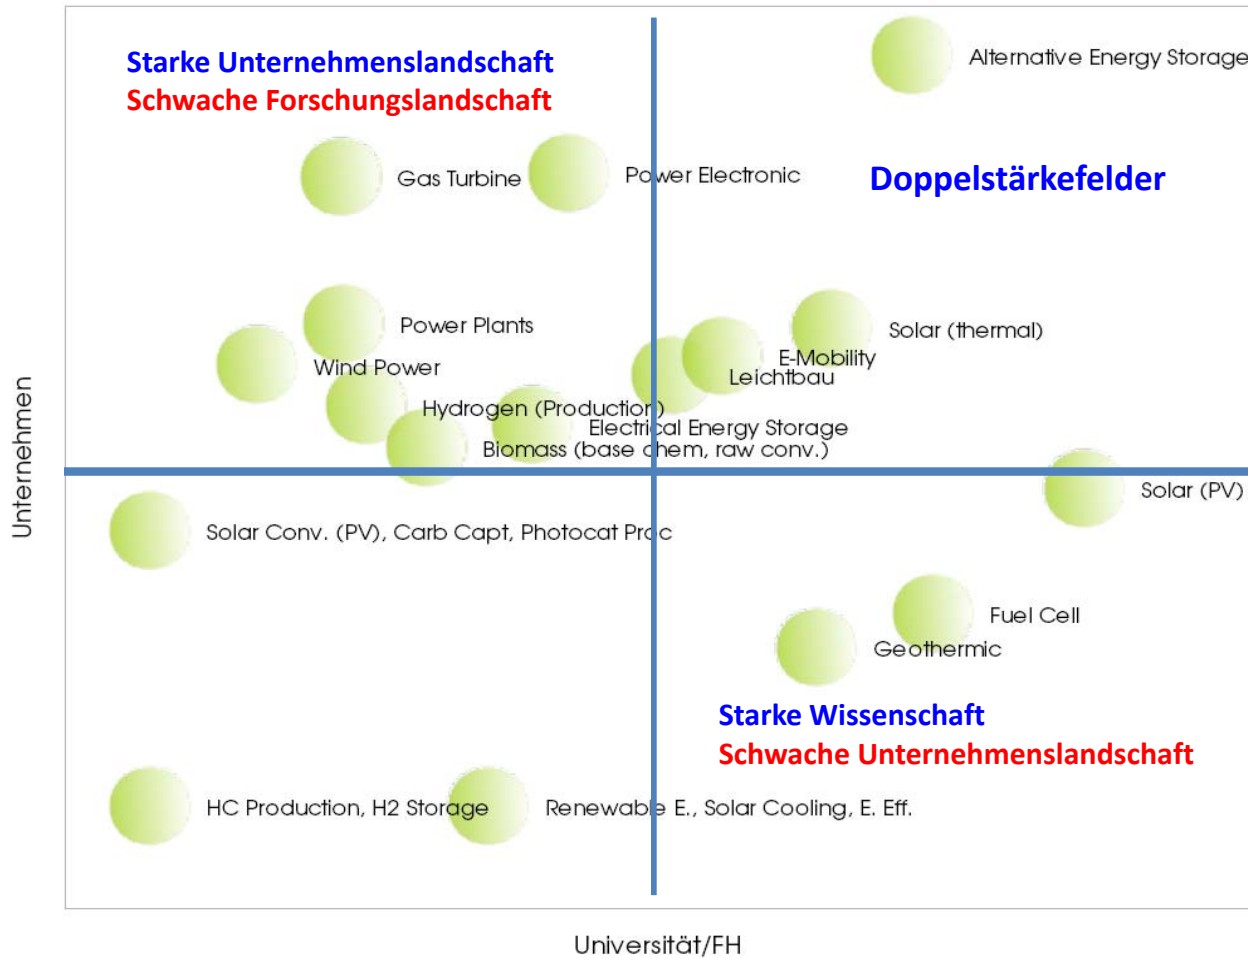 Starke Unternehmenslandschaft
Schwache Forschungslandschaft
Alternative Energy Storage
Gas Turbine
Power Electronic
Doppelstärkefelder
Power Plants
Solar (thermal)
Wind Power
E-Mobility
Leichtbau
Hydrogen (Production)
Electrical Energy Storage
Biomass (base chem, raw conv.)
Unternehmen
Solar (PV)
Solar Conv. (PV), Carb Capt, Photocat Proc
Fuel Cell
Geothermic
Starke Wissenschaft
Schwache Unternehmenslandschaft
HC Production, H2 Storage
Renewable E., Solar Cooling, E. Eff.
Universität/FH